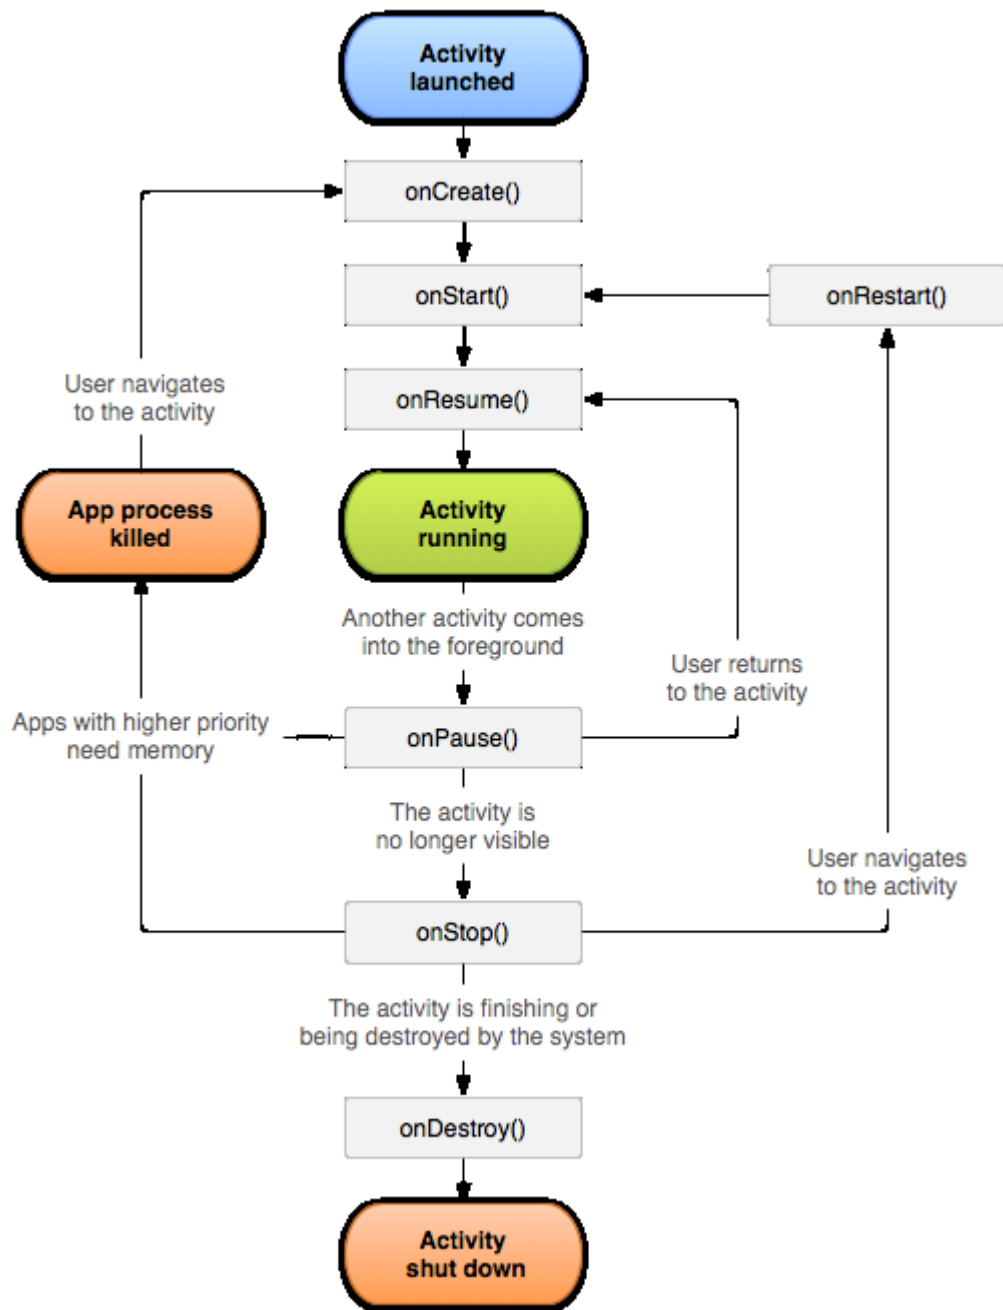 Activity
launched
onCreate()
onStart()
onRestart()
User navigates
to the activity
onResume()
App process
killed
Activity
running
Another activity comes
into the foreground
User returns
to the activity
Apps with higher priority
need memory
onPause()
The activity is
no longer visible
User navigates
to the activity
onStop()
The activity is finishing or
being destroyed by the system
onDestroy()
Activity
shut down